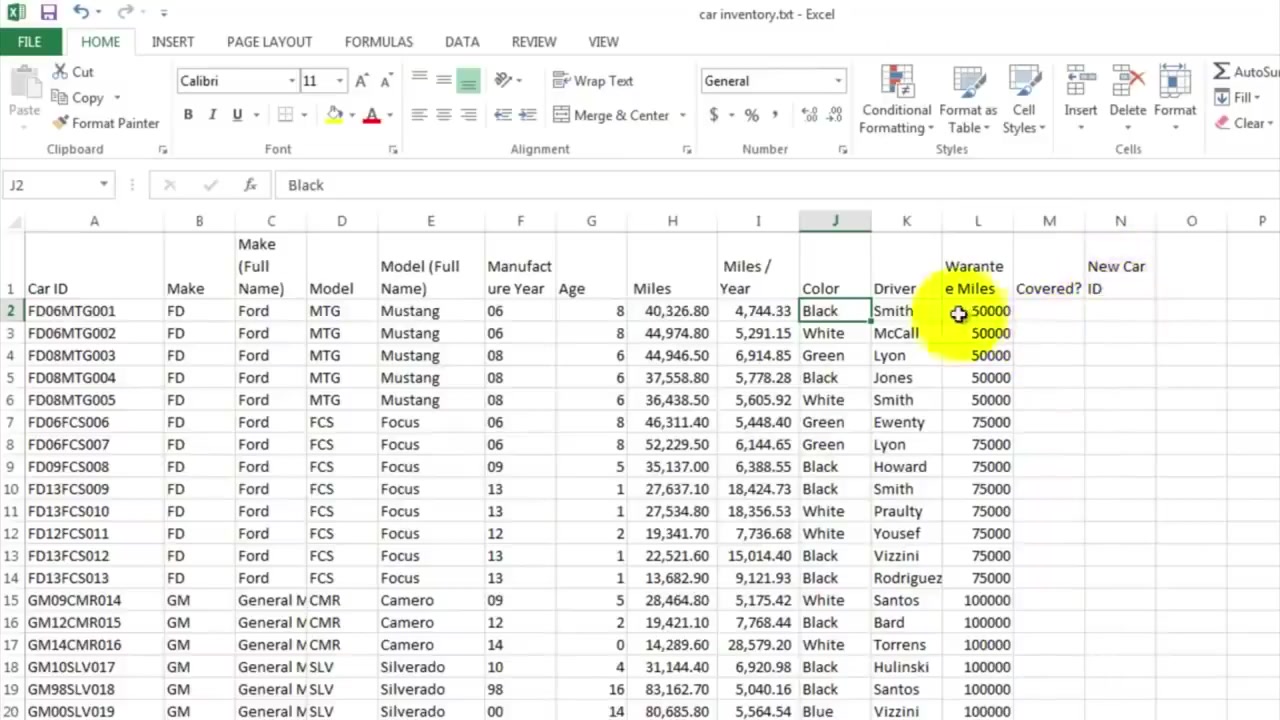 car inventory.txt - Excel
FILE HOME INSERT PAGE LAYOUT FORMULAS DATA REVIEW VIEW
Paste Cut Copy Format Painter
Calibri 11
B I U A
Wrap Text
Merge & Center
General
$ % ,
Conditional Formatting
Format as Table
Cell Styles
Insert Delete Format
AutoSu
Fill
Clear
Clipboard Font Alignment Number Styles Cells
J2 fx Black
A B C D E F G H I J K L M N O P
1 Car ID Make Make (Full Name) Model Model (Full Name) Manufacture Year Age Miles Miles / Year Color Driver Warantee Miles Covered? New Car ID
2 FD06MTG001 FD Ford MTG Mustang 06 8 40,326.80 4,744.33 Black Smith 50000
3 FD06MTG002 FD Ford MTG Mustang 06 8 44,974.80 5,291.15 White McCall 50000
4 FD08MTG003 FD Ford MTG Mustang 08 6 44,946.50 6,914.85 Green Lyon 50000
5 FD08MTG004 FD Ford MTG Mustang 08 6 37,558.80 5,778.28 Black Jones 50000
6 FD08MTG005 FD Ford MTG Mustang 08 6 36,438.50 5,605.92 White Smith 50000
7 FD06FCS006 FD Ford FCS Focus 06 8 46,311.40 5,448.40 Green Ewenty 75000
8 FD06FCS007 FD Ford FCS Focus 06 8 52,229.50 6,144.65 Green Lyon 75000
9 FD09FCS008 FD Ford FCS Focus 09 5 35,137.00 6,388.55 Black Howard 75000
10 FD13FCS009 FD Ford FCS Focus 13 1 27,637.10 18,424.73 Black Smith 75000
11 FD13FCS010 FD Ford FCS Focus 13 1 27,534.80 18,356.53 White Praulty 75000
12 FD12FCS011 FD Ford FCS Focus 12 2 19,341.70 7,736.68 White Yousef 75000
13 FD13FCS012 FD Ford FCS Focus 13 1 22,521.60 15,014.40 Black Vizzini 75000
14 FD13FCS013 FD Ford FCS Focus 13 1 13,682.90 9,121.93 Black Rodriguez 75000
15 GM09CMR014 GM General M CMR Camero 09 5 28,464.80 5,175.42 White Santos 100000
16 GM12CMR015 GM General M CMR Camero 12 2 19,421.10 7,768.44 Black Bard 100000
17 GM14CMR016 GM General M CMR Camero 14 0 14,289.60 28,579.20 White Torrens 100000
18 GM10SLV017 GM General M SLV Silverado 10 4 31,144.40 6,920.98 Black Hulinski 100000
19 GM98SLV018 GM General M SLV Silverado 98 16 83,162.70 5,040.16 Black Santos 100000
20 GM00SLV019 GM General M SLV Silverado 00 14 80,685.80 5,564.54 Blue Vizzini 100000